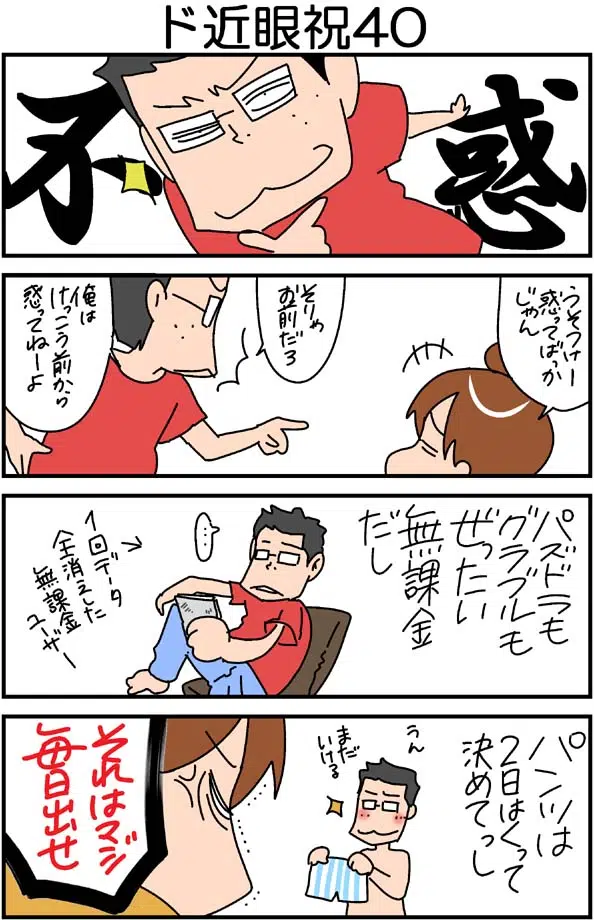 ド近眼祝40
不惑
うそつけー
惑ってばっか
じゃん
そりゃ
お前だろ
俺は
けっこう前から
惑ってねーよ
パズドラも
グラブルも
ぜったい
無課金
だし
…
1回データ
全消えした
無課金
ユーザー
パンツは
2日はくって
決めてっし
うん
まだ
いける
それはマジ
毎日出せ